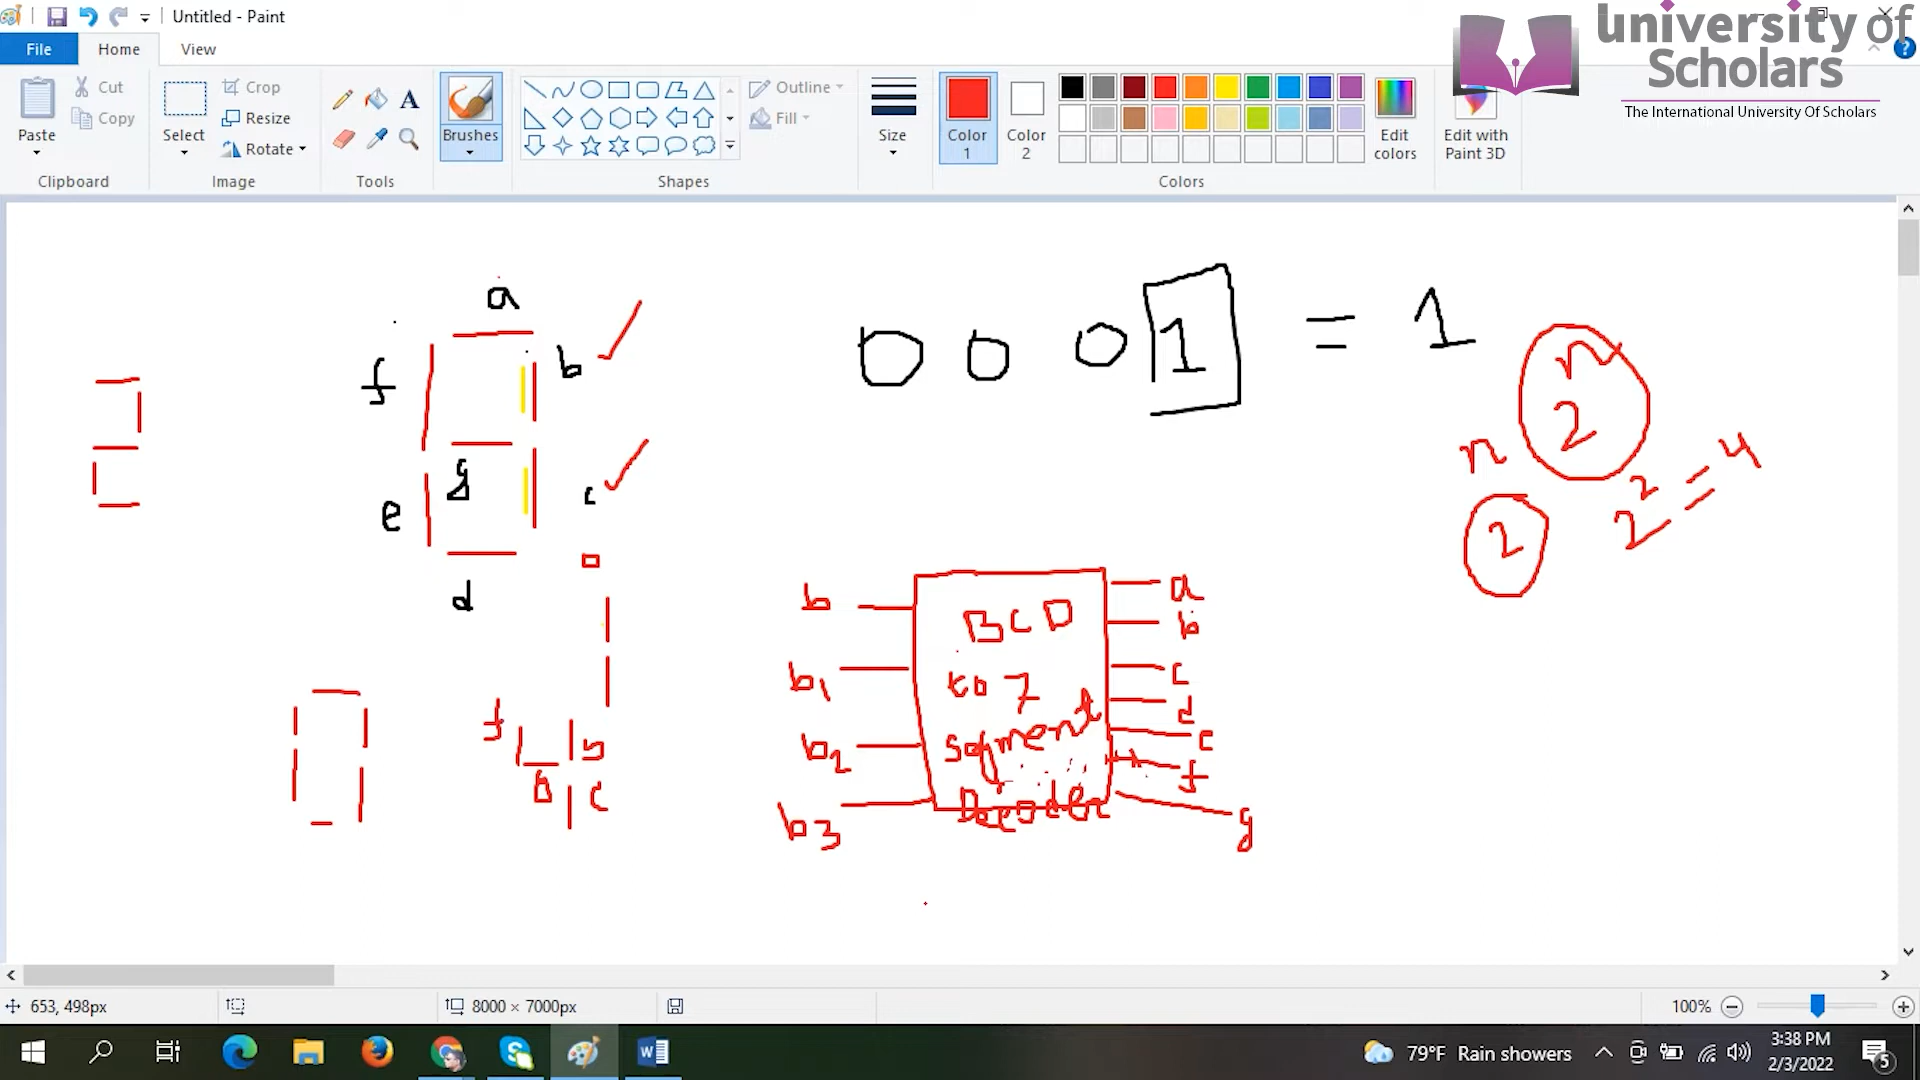 Untitled - Paint
university of
Scholars
The International University Of Scholars
File
Home
View
Paste
Cut
Copy
Clipboard
Select
Crop
Resize
Rotate
Image
Tools
Brushes
Shapes
Outline
Fill
Size
Color
1
Color
2
Edit
colors
Edit with
Paint 3D
Colors
a
f
b
g
e
c
d
0 0 0 1 = 1
n
2
n
2
2² = 4
f
b
c
b
b1
b2
b3
BCD
to 7
segment
Decoder
a
b
c
d
e
f
g
653, 498px
8000 × 7000px
100%
79°F Rain showers
3:38 PM
2/3/2022
5